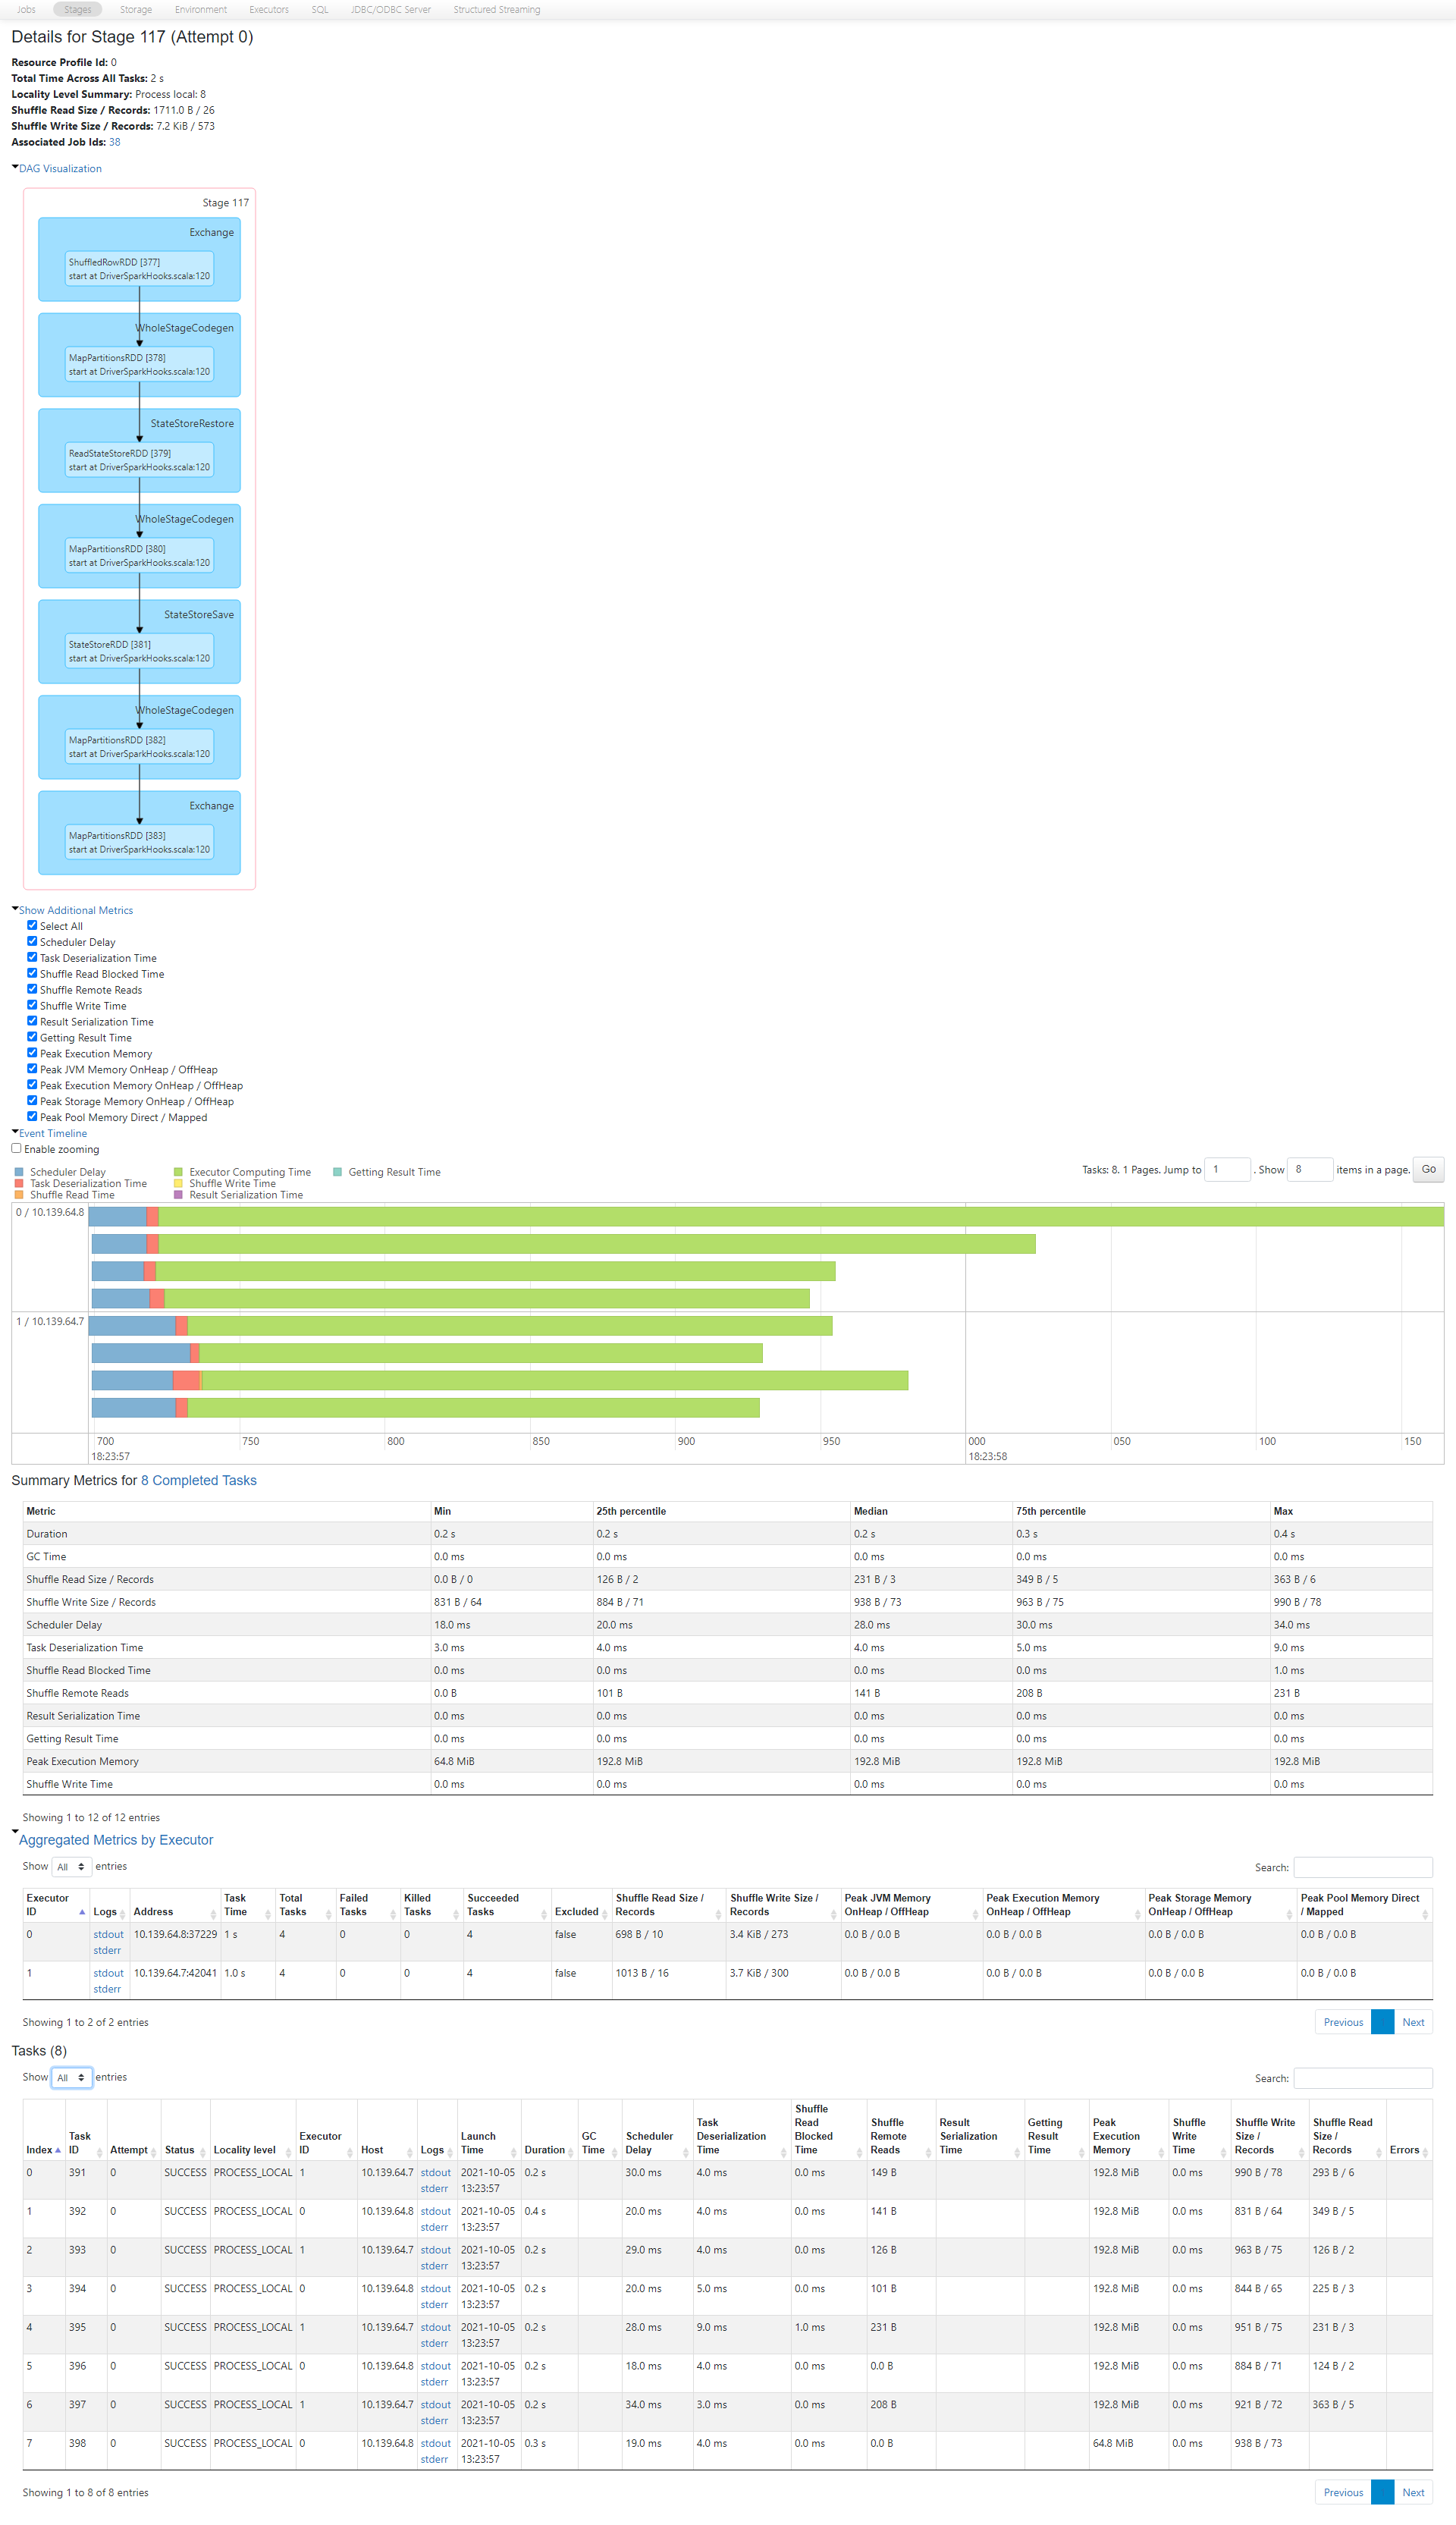 Jobs Stages Storage Environment Executors SQL JDBC/ODBC Server Structured Streaming
Details for Stage 117 (Attempt 0)
Resource Profile Id: 0
Total Time Across All Tasks: 2 s
Locality Level Summary: Process local: 8
Shuffle Read Size / Records: 1711.0 B / 26
Shuffle Write Size / Records: 7.2 KiB / 573
Associated Job Ids: 38
DAG Visualization
Stage 117
Exchange
ShuffledRowRDD [377]
start at DriverSparkHooks.scala:120
WholeStageCodegen
MapPartitionsRDD [378]
start at DriverSparkHooks.scala:120
StateStoreRestore
ReadStateStoreRDD [379]
start at DriverSparkHooks.scala:120
WholeStageCodegen
MapPartitionsRDD [380]
start at DriverSparkHooks.scala:120
StateStoreSave
StateStoreRDD [381]
start at DriverSparkHooks.scala:120
WholeStageCodegen
MapPartitionsRDD [382]
start at DriverSparkHooks.scala:120
Exchange
MapPartitionsRDD [383]
start at DriverSparkHooks.scala:120
Show Additional Metrics
Select All
Scheduler Delay
Task Deserialization Time
Shuffle Read Blocked Time
Shuffle Remote Reads
Shuffle Write Time
Result Serialization Time
Getting Result Time
Peak Execution Memory
Peak JVM Memory OnHeap / OffHeap
Peak Execution Memory OnHeap / OffHeap
Peak Storage Memory OnHeap / OffHeap
Peak Pool Memory Direct / Mapped
Event Timeline
Enable zooming
Scheduler Delay Executor Computing Time Getting Result Time
Task Deserialization Time Shuffle Write Time
Shuffle Read Time Result Serialization Time
Tasks: 8. 1 Pages. Jump to 1 . Show 8 items in a page. Go
0 / 10.139.64.8
1 / 10.139.64.7
700 750 800 850 900 950 000 050 100 150
18:23:57 18:23:58
Summary Metrics for 8 Completed Tasks
Metric Min 25th percentile Median 75th percentile Max
Duration 0.2 s 0.2 s 0.2 s 0.3 s 0.4 s
GC Time 0.0 ms 0.0 ms 0.0 ms 0.0 ms 0.0 ms
Shuffle Read Size / Records 0.0 B / 0 126 B / 2 231 B / 3 349 B / 5 363 B / 6
Shuffle Write Size / Records 831 B / 64 884 B / 71 938 B / 73 963 B / 75 990 B / 78
Scheduler Delay 18.0 ms 20.0 ms 28.0 ms 30.0 ms 34.0 ms
Task Deserialization Time 3.0 ms 4.0 ms 4.0 ms 5.0 ms 9.0 ms
Shuffle Read Blocked Time 0.0 ms 0.0 ms 0.0 ms 0.0 ms 1.0 ms
Shuffle Remote Reads 0.0 B 101 B 141 B 208 B 231 B
Result Serialization Time 0.0 ms 0.0 ms 0.0 ms 0.0 ms 0.0 ms
Getting Result Time 0.0 ms 0.0 ms 0.0 ms 0.0 ms 0.0 ms
Peak Execution Memory 64.8 MiB 192.8 MiB 192.8 MiB 192.8 MiB 192.8 MiB
Shuffle Write Time 0.0 ms 0.0 ms 0.0 ms 0.0 ms 0.0 ms
Showing 1 to 12 of 12 entries
Aggregated Metrics by Executor
Show All entries Search:
Executor ID Logs Address Task Time Total Tasks Failed Tasks Killed Tasks Succeeded Tasks Excluded Shuffle Read Size / Records Shuffle Write Size / Records Peak JVM Memory OnHeap / OffHeap Peak Execution Memory OnHeap / OffHeap Peak Storage Memory OnHeap / OffHeap Peak Pool Memory Direct / Mapped
0 stdout 10.139.64.8:37229 1 s 4 0 0 4 false 698 B / 10 3.4 KiB / 273 0.0 B / 0.0 B 0.0 B / 0.0 B 0.0 B / 0.0 B 0.0 B / 0.0 B
stderr
1 stdout 10.139.64.7:42041 1.0 s 4 0 0 4 false 1013 B / 16 3.7 KiB / 300 0.0 B / 0.0 B 0.0 B / 0.0 B 0.0 B / 0.0 B 0.0 B / 0.0 B
stderr
Showing 1 to 2 of 2 entries Previous Next
Tasks (8)
Show All entries Search:
Index Task ID Attempt Status Locality level Executor ID Host Logs Launch Time Duration GC Time Scheduler Delay Task Deserialization Time Shuffle Read Blocked Time Shuffle Remote Reads Result Serialization Time Getting Result Time Peak Execution Memory Shuffle Write Time Shuffle Write Size / Records Shuffle Read Size / Records Errors
0 391 0 SUCCESS PROCESS_LOCAL 1 10.139.64.7 stdout 2021-10-05 0.2 s 30.0 ms 4.0 ms 0.0 ms 149 B 192.8 MiB 0.0 ms 990 B / 78 293 B / 6
stderr 13:23:57
1 392 0 SUCCESS PROCESS_LOCAL 0 10.139.64.8 stdout 2021-10-05 0.4 s 20.0 ms 4.0 ms 0.0 ms 141 B 192.8 MiB 0.0 ms 831 B / 64 349 B / 5
stderr 13:23:57
2 393 0 SUCCESS PROCESS_LOCAL 1 10.139.64.7 stdout 2021-10-05 0.2 s 29.0 ms 4.0 ms 0.0 ms 126 B 192.8 MiB 0.0 ms 963 B / 75 126 B / 2
stderr 13:23:57
3 394 0 SUCCESS PROCESS_LOCAL 0 10.139.64.8 stdout 2021-10-05 0.2 s 20.0 ms 5.0 ms 0.0 ms 101 B 192.8 MiB 0.0 ms 844 B / 65 225 B / 3
stderr 13:23:57
4 395 0 SUCCESS PROCESS_LOCAL 1 10.139.64.7 stdout 2021-10-05 0.2 s 28.0 ms 9.0 ms 1.0 ms 231 B 192.8 MiB 0.0 ms 951 B / 75 231 B / 3
stderr 13:23:57
5 396 0 SUCCESS PROCESS_LOCAL 0 10.139.64.8 stdout 2021-10-05 0.2 s 18.0 ms 4.0 ms 0.0 ms 0.0 B 192.8 MiB 0.0 ms 884 B / 71 124 B / 2
stderr 13:23:57
6 397 0 SUCCESS PROCESS_LOCAL 1 10.139.64.7 stdout 2021-10-05 0.2 s 34.0 ms 3.0 ms 0.0 ms 208 B 192.8 MiB 0.0 ms 921 B / 72 363 B / 5
stderr 13:23:57
7 398 0 SUCCESS PROCESS_LOCAL 0 10.139.64.8 stdout 2021-10-05 0.3 s 19.0 ms 4.0 ms 0.0 ms 0.0 B 64.8 MiB 0.0 ms 938 B / 73
stderr 13:23:57
Showing 1 to 8 of 8 entries Previous Next